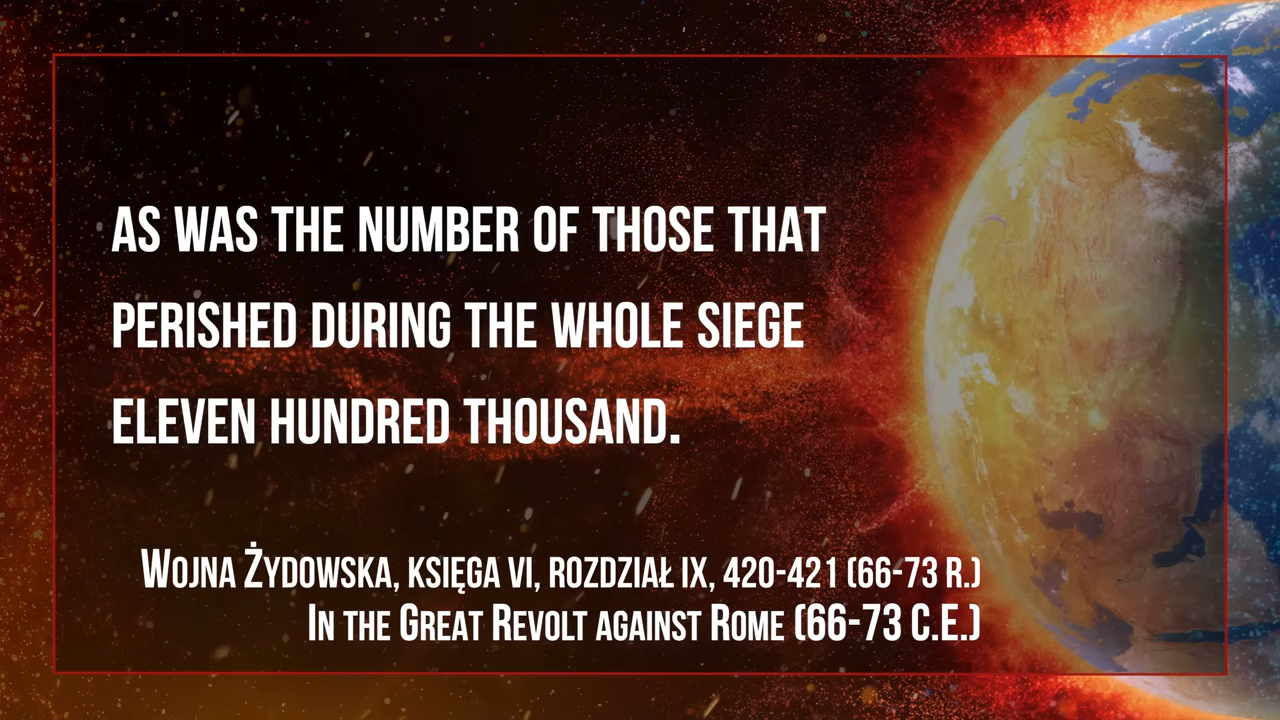 AS WAS THE NUMBER OF THOSE THAT
PERISHED DURING THE WHOLE SIEGE
ELEVEN HUNDRED THOUSAND.
WOJNA ŻYDOWSKA, KSIĘGA VI, ROZDZIAŁ IX, 420-421 (66-73 R.)
IN THE GREAT REVOLT AGAINST ROME (66-73 C.E.)